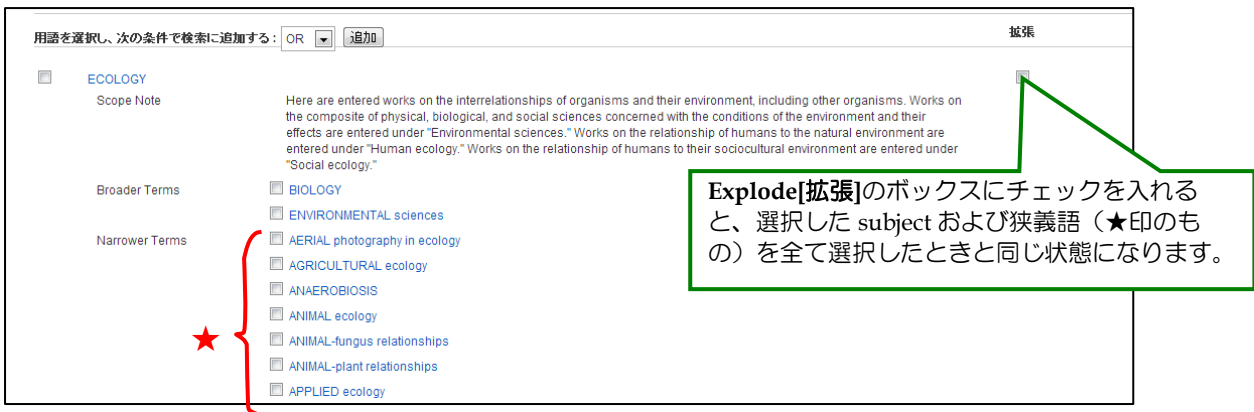 用語を選択し、次の条件で検索に追加する: OR 追加 拡張
ECOLOGY
Scope Note Here are entered works on the interrelationships of organisms and their environment, including other organisms. Works on
the composite of physical, biological, and social sciences concerned with the conditions of the environment and their
effects are entered under "Environmental sciences." Works on the relationship of humans to the natural environment are
entered under "Human ecology." Works on the relationship of humans to their sociocultural environment are entered under
"Social ecology."
Broader Terms BIOLOGY
ENVIRONMENTAL sciences
Narrower Terms AERIAL photography in ecology
AGRICULTURAL ecology
ANAEROBIOSIS
ANIMAL ecology
★ ANIMAL-fungus relationships
ANIMAL-plant relationships
APPLIED ecology
Explode[拡張]のボックスにチェックを入れる
と、選択した subject および狭義語（★印のも
の）を全て選択したときと同じ状態になります。